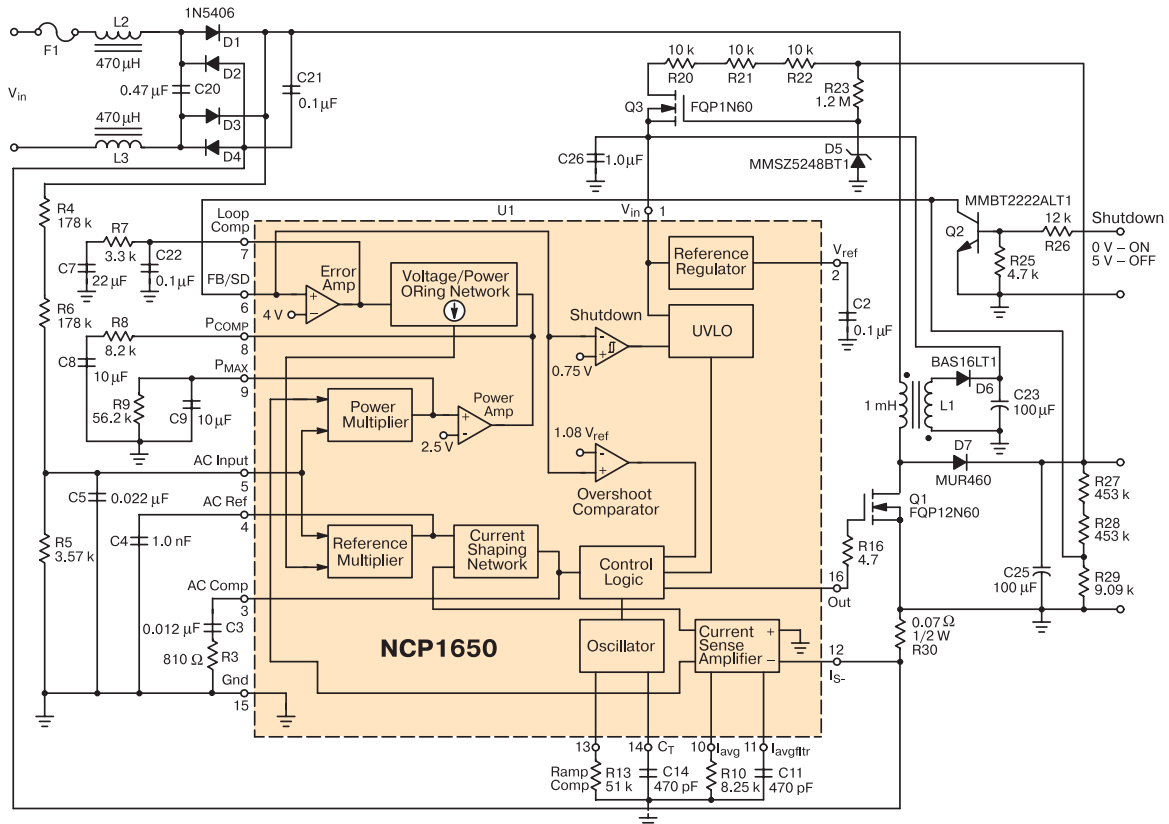 1N5406
L2
F1
470 µH
D1
D2
0.47 µF
C20
C21
0.1 µF
Vin
470 µH
D3
D4
L3
10 k
R20
10 k
R21
10 k
R22
R23
1.2 M
Q3
FQP1N60
D5
MMSZ5248BT1
C26
1.0 µF
R4
178 k
R7
3.3 k
C7
22 µF
C22
0.1 µF
Loop
Comp
7
FB/SD
6
R6
178 k
R8
8.2 k
C8
10 µF
PCOMP
8
PMAX
9
R9
56.2 k
C9
10 µF
AC Input
5
C5
0.022 µF
AC Ref
4
C4
1.0 nF
R5
3.57 k
AC Comp
3
0.012 µF
C3
810 Ω
R3
Gnd
15
U1
Vin
1
Error
Amp
+
−
4 V
Voltage/Power
ORing Network
Reference
Regulator
Vref
2
C2
0.1 µF
Shutdown
-
+
0.75 V
UVLO
Power
Multiplier
Power
Amp
+
-
2.5 V
1.08 Vref
-
+
Overshoot
Comparator
Reference
Multiplier
Current
Shaping
Network
Control
Logic
16
Out
NCP1650
Oscillator
Current
Sense
Amplifier
+
−
12
IS-
13
14
CT
10
Iavg
11
Iavgfltr
Ramp
Comp
R13
51 k
C14
470 pF
R10
8.25 k
C11
470 pF
MMBT2222ALT1
Q2
12 k
R26
R25
4.7 k
Shutdown
0 V – ON
5 V – OFF
BAS16LT1
D6
1 mH
L1
C23
100 µF
D7
MUR460
Q1
FQP12N60
R16
4.7
R27
453 k
R28
453 k
R29
9.09 k
C25
100 µF
0.07 Ω
1/2 W
R30